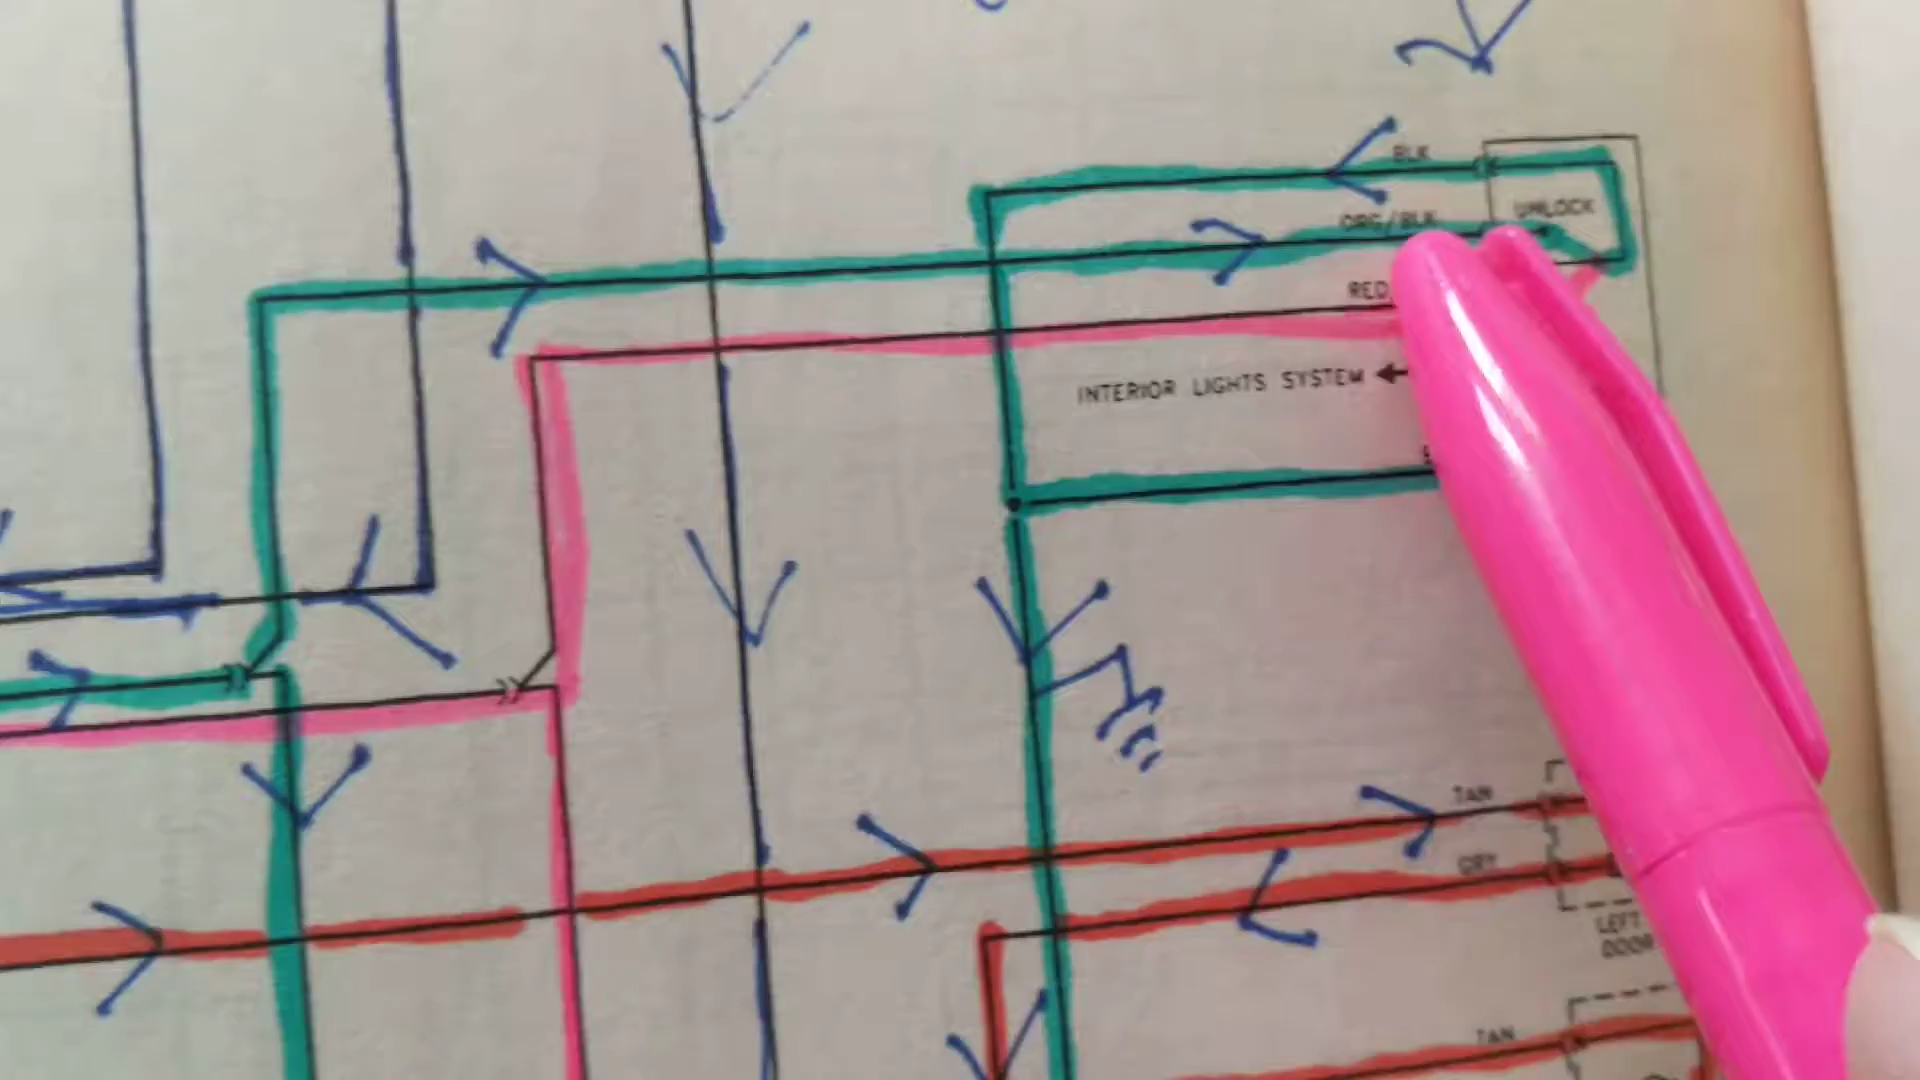 BLK
UNLOCK
ORG/BLK
RED
INTERIOR LIGHTS SYSTEM
TAN
GRY
LEFT
DOOR
TAN